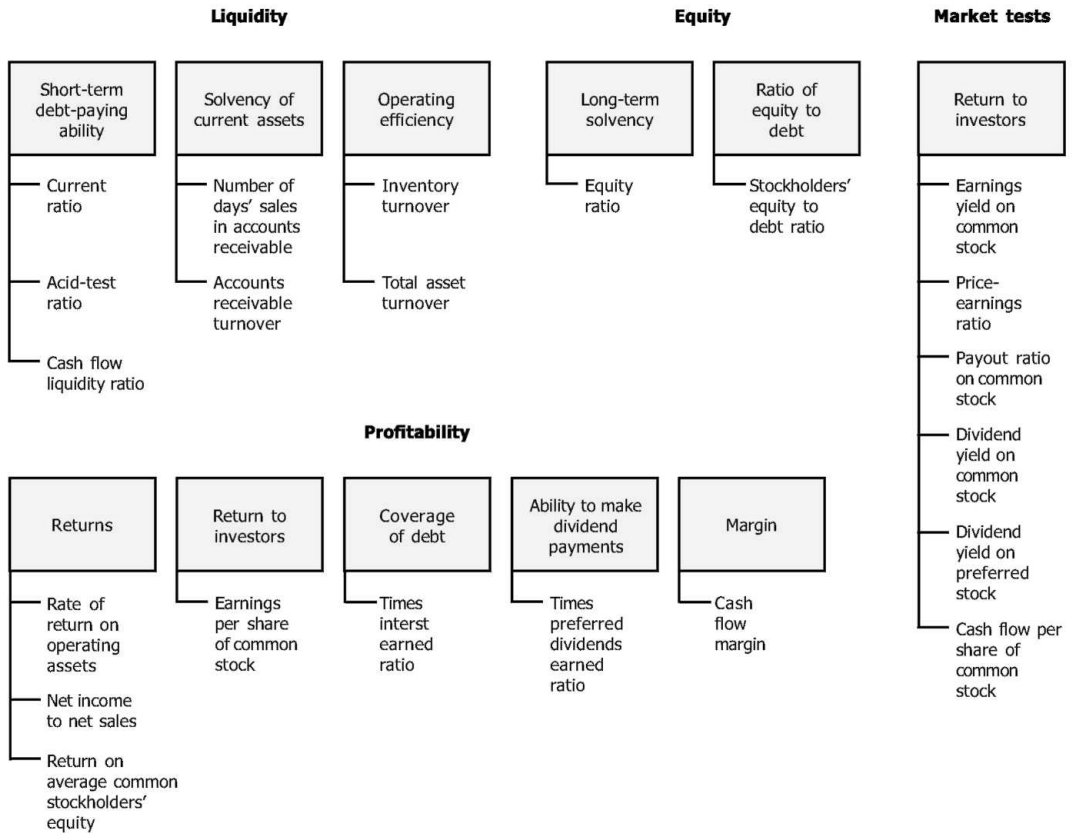 Liquidity
Short-term
debt-paying
ability
Current
ratio
Acid-test
ratio
Cash flow
liquidity ratio
Solvency of
current assets
Number of
days' sales
in accounts
receivable
Accounts
receivable
turnover
Operating
efficiency
Inventory
turnover
Total asset
turnover
Equity
Long-term
solvency
Equity
ratio
Ratio of
equity to
debt
Stockholders'
equity to
debt ratio
Market tests
Return to
investors
Earnings
yield on
common
stock
Price-
earnings
ratio
Payout ratio
on common
stock
Dividend
yield on
common
stock
Dividend
yield on
preferred
stock
Cash flow per
share of
common
stock
Profitability
Returns
Rate of
return on
operating
assets
Net income
to net sales
Return on
average common
stockholders'
equity
Return to
investors
Earnings
per share
of common
stock
Coverage
of debt
Times
interst
earned
ratio
Ability to make
dividend
payments
Times
preferred
dividends
earned
ratio
Margin
Cash
flow
margin